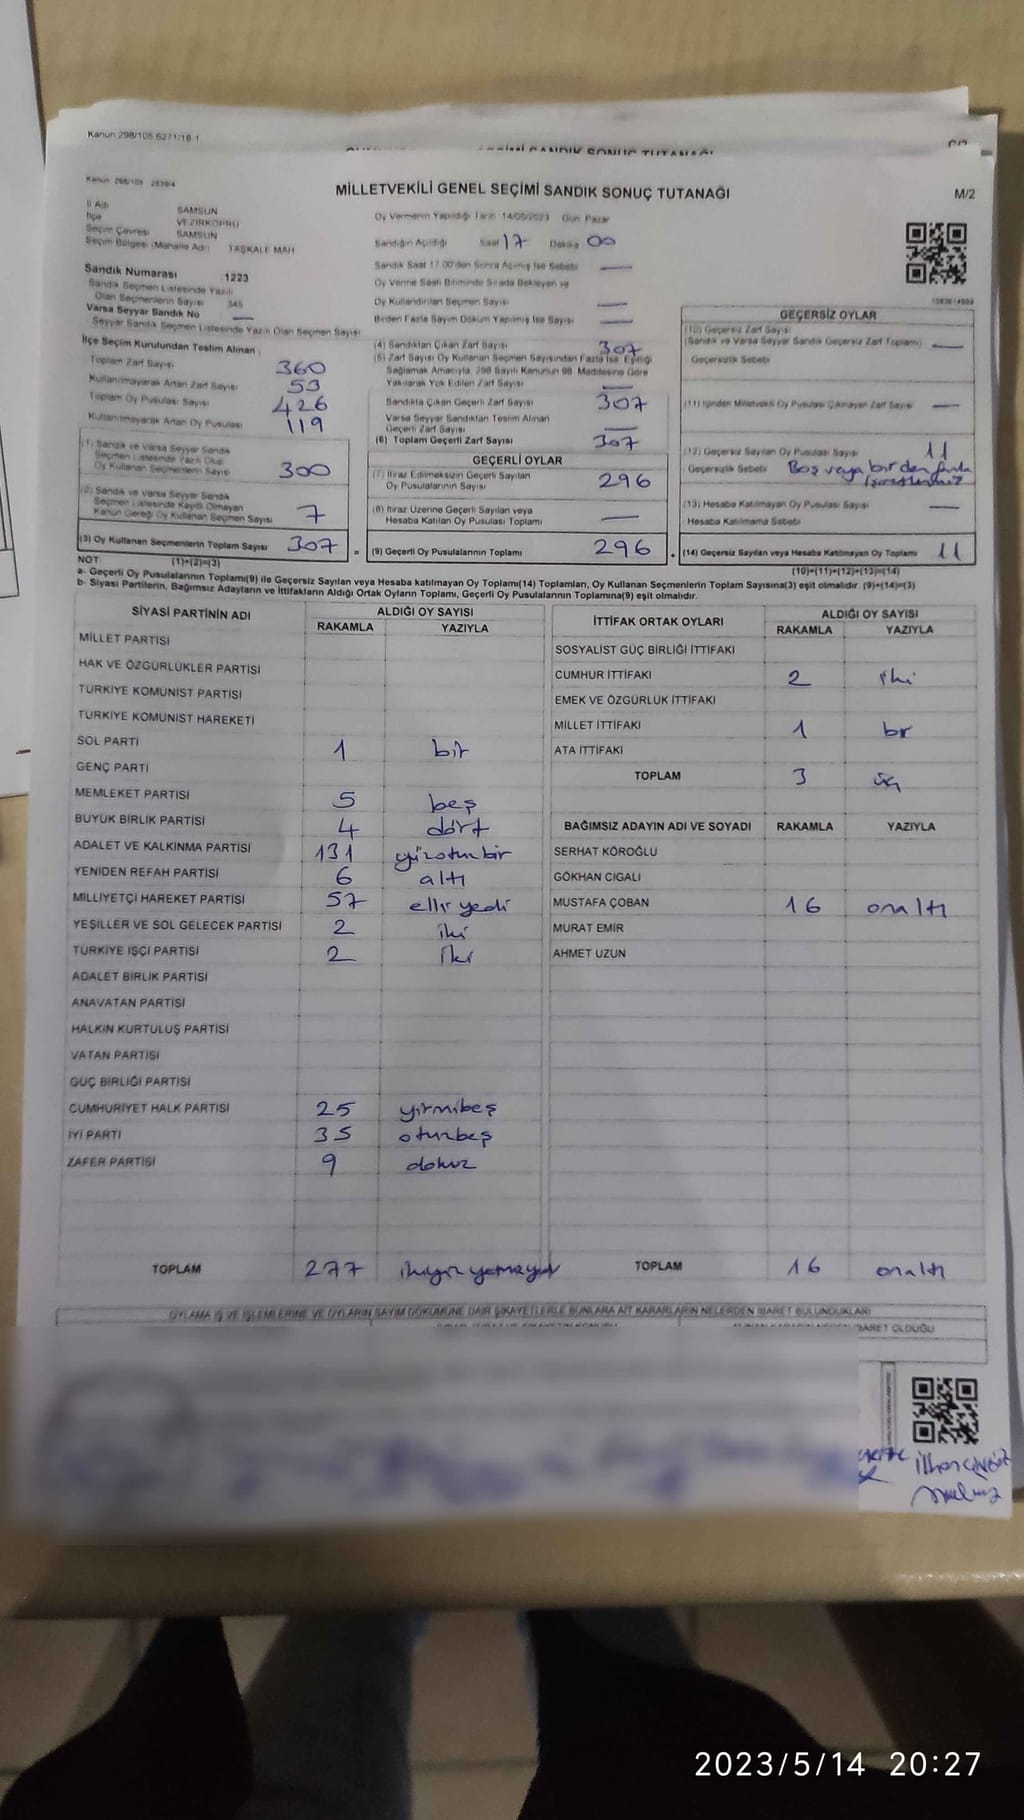 Kanun:298/105 6271/16-1
MİLLETVEKİLİ GENEL SEÇİMİ SANDIK SONUÇ TUTANAĞI
M/2
İl Adı SAMSUN
İlçe VEZİRKÖPRÜ
Seçim Çevresi SAMSUN
Seçim Bölgesi (Mahalle Adı) TAŞKALE MAH
Oy Vermenin Yapıldığı Tarih 14/05/2023 Gün Pazar
Sandığın Açıldığı Saat 17 Dakika 00
Sandık Saat 17.00'den Sonra Açılmış İse Sebebi —
Oy Verme Saati Bitiminde Sırada Bekleyen ve
Oy Kullandırılan Seçmen Sayısı —
Birden Fazla Sayım Döküm Yapılmış İse Sayısı —
Sandık Numarası 1223
Sandık Seçmen Listesinde Yazılı
Olan Seçmenlerin Sayısı 345
Varsa Seyyar Sandık No —
Seyyar Sandık Seçmen Listesinde Yazılı Olan Seçmen Sayısı
İlçe Seçim Kurulundan Teslim Alınan
Toplam Zarf Sayısı 360
Kullanılmayarak Artan Zarf Sayısı 53
Toplam Oy Pusulası Sayısı 426
Kullanılmayarak Artan Oy Pusulası 119
(1) Sandık ve Varsa Seyyar Sandık
Seçmen Listesinde Yazılı Olup
Oy Kullanan Seçmenlerin Sayısı 300
(2) Sandık ve Varsa Seyyar Sandık
Seçmen Listesinde Kayıtlı Olmayan
Kanun Gereği Oy Kullanan Seçmen Sayısı 7
(3) Oy Kullanan Seçmenlerin Toplam Sayısı 307
(1)+(2)=(3)
(4) Sandıktan Çıkan Zarf Sayısı 307
(5) Zarf Sayısı Oy Kullanan Seçmen Sayısından Fazla İse, Eşitliği
Sağlamak Amacıyla, 298 Sayılı Kanunun 98. Maddesine Göre
Yakılarak Yok Edilen Zarf Sayısı —
Sandıkta Çıkan Geçerli Zarf Sayısı 307
Varsa Seyyar Sandıktan Teslim Alınan
Geçerli Zarf Sayısı —
(6) Toplam Geçerli Zarf Sayısı 307
GEÇERLİ OYLAR
(7) İtiraz Edilmeksizin Geçerli Sayılan
Oy Pusulalarının Sayısı 296
(8) İtiraz Üzerine Geçerli Sayılan veya
Hesaba Katılan Oy Pusulası Toplamı —
= (9) Geçerli Oy Pusulalarının Toplamı 296
GEÇERSİZ OYLAR
(10) Geçersiz Zarf Sayısı
(Sandık ve Varsa Seyyar Sandık Geçersiz Zarf Toplamı) —
Geçersizlik Sebebi
(11) İçinden Milletvekili Oy Pusulası Çıkmayan Zarf Sayısı —
(12) Geçersiz Sayılan Oy Pusulası Sayısı 11
Geçersizlik Sebebi Boş veya birden fazla
(13) Hesaba Katılmayan Oy Pusulası Sayısı —
Hesaba Katılmama Sebebi
+ (14) Geçersiz Sayılan veya Hesaba Katılmayan Oy Toplamı 11
(10)+(11)+(12)+(13)=(14)
NOT:
a- Geçerli Oy Pusulalarının Toplamı(9) ile Geçersiz Sayılan veya Hesaba katılmayan Oy Toplamı(14) Toplamları, Oy Kullanan Seçmenlerin Toplam Sayısına(3) eşit olmalıdır. (9)+(14)=(3)
b- Siyasi Partilerin, Bağımsız Adayların ve İttifakların Aldığı Ortak Oyların Toplamı, Geçerli Oy Pusulalarının Toplamına(9) eşit olmalıdır.
SİYASİ PARTİNİN ADI ALDIĞI OY SAYISI
RAKAMLA YAZIYLA
MİLLET PARTİSİ
HAK VE ÖZGÜRLÜKLER PARTİSİ
TÜRKİYE KOMÜNİST PARTİSİ
TÜRKİYE KOMÜNİST HAREKETİ
SOL PARTİ 1 bir
GENÇ PARTİ
MEMLEKET PARTİSİ 5 beş
BÜYÜK BİRLİK PARTİSİ 4 dört
ADALET VE KALKINMA PARTİSİ 131 yüzotuzbir
YENİDEN REFAH PARTİSİ 6 altı
MİLLİYETÇİ HAREKET PARTİSİ 57 elli yedi
YEŞİLLER VE SOL GELECEK PARTİSİ 2 iki
TÜRKİYE İŞÇİ PARTİSİ 2 iki
ADALET BİRLİK PARTİSİ
ANAVATAN PARTİSİ
HALKIN KURTULUŞ PARTİSİ
VATAN PARTİSİ
GÜÇ BİRLİĞİ PARTİSİ
CUMHURİYET HALK PARTİSİ 25 yirmibeş
İYİ PARTİ 35 otuzbeş
ZAFER PARTİSİ 9 dokuz
TOPLAM 277
İTTİFAK ORTAK OYLARI ALDIĞI OY SAYISI
RAKAMLA YAZIYLA
SOSYALİST GÜÇ BİRLİĞİ İTTİFAKI
CUMHUR İTTİFAKI 2 iki
EMEK VE ÖZGÜRLÜK İTTİFAKI
MİLLET İTTİFAKI 1 bir
ATA İTTİFAKI
TOPLAM 3 üç
BAĞIMSIZ ADAYIN ADI VE SOYADI RAKAMLA YAZIYLA
SERHAT KÖROĞLU
GÖKHAN CIGALI
MUSTAFA ÇOBAN 16 onaltı
MURAT EMİR
AHMET UZUN
TOPLAM 16 onaltı
OYLAMA İŞ VE İŞLEMLERİNE VE OYLARIN SAYIM DÖKÜMÜNE DAİR ŞİKAYETLERLE BUNLARA AİT KARARLARIN NELERDEN İBARET BULUNDUKLARI
2023/5/14 20:27